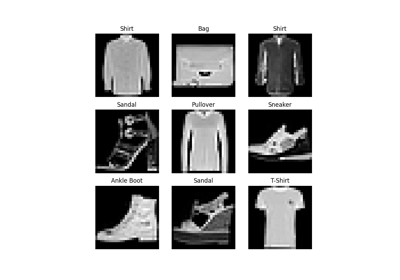 Shirt
Bag
Shirt
Sandal
Pullover
Sneaker
Ankle Boot
Sandal
T-Shirt